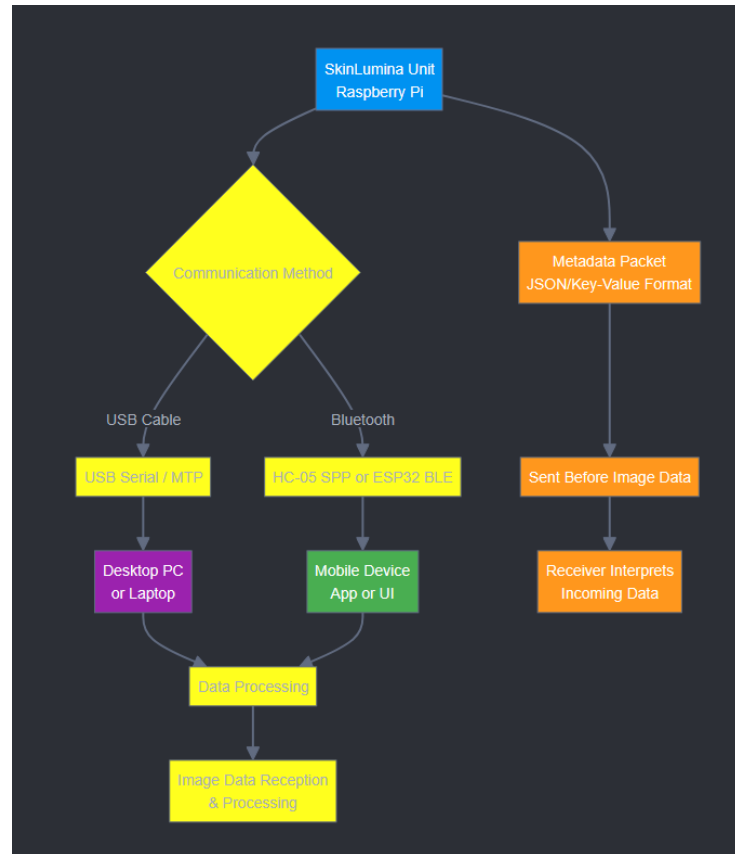 SkinLumina Unit
Raspberry Pi
Communication Method
Metadata Packet
JSON/Key-Value Format
USB Cable
Bluetooth
USB Serial / MTP
HC-05 SPP or ESP32 BLE
Sent Before Image Data
Desktop PC
or Laptop
Mobile Device
App or UI
Receiver Interprets
Incoming Data
Data Processing
Image Data Reception
& Processing